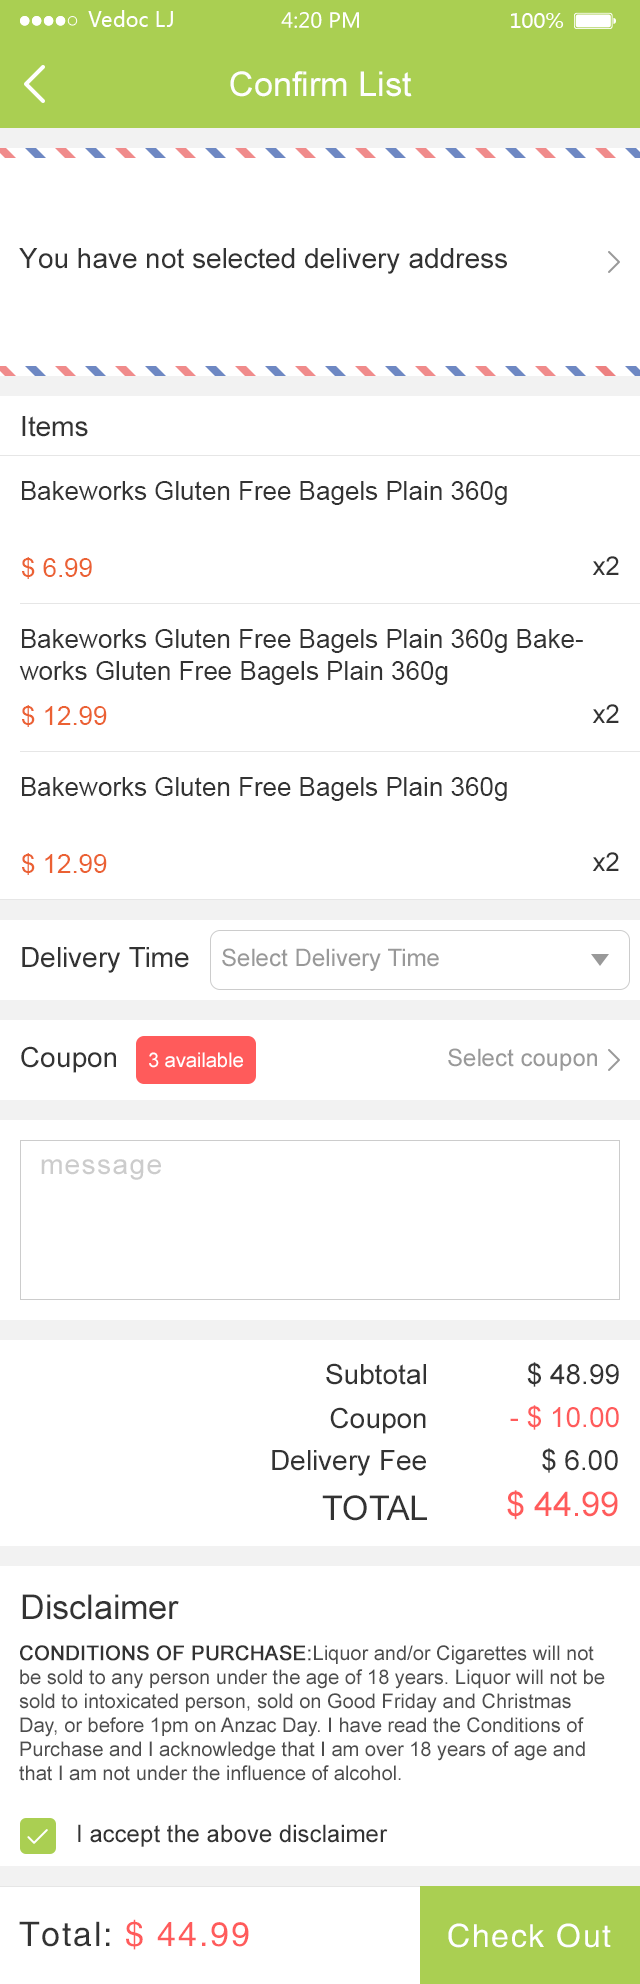 Vedoc LJ 4:20 PM 100%
Confirm List
You have not selected delivery address
Items
Bakeworks Gluten Free Bagels Plain 360g
$ 6.99 x2
Bakeworks Gluten Free Bagels Plain 360g Bake-
works Gluten Free Bagels Plain 360g
$ 12.99 x2
Bakeworks Gluten Free Bagels Plain 360g
$ 12.99 x2
Delivery Time Select Delivery Time
Coupon 3 available Select coupon
message
Subtotal $ 48.99
Coupon - $ 10.00
Delivery Fee $ 6.00
TOTAL $ 44.99
Disclaimer
CONDITIONS OF PURCHASE:Liquor and/or Cigarettes will not
be sold to any person under the age of 18 years. Liquor will not be
sold to intoxicated person, sold on Good Friday and Christmas
Day, or before 1pm on Anzac Day. I have read the Conditions of
Purchase and I acknowledge that I am over 18 years of age and
that I am not under the influence of alcohol.
I accept the above disclaimer
Total: $ 44.99 Check Out